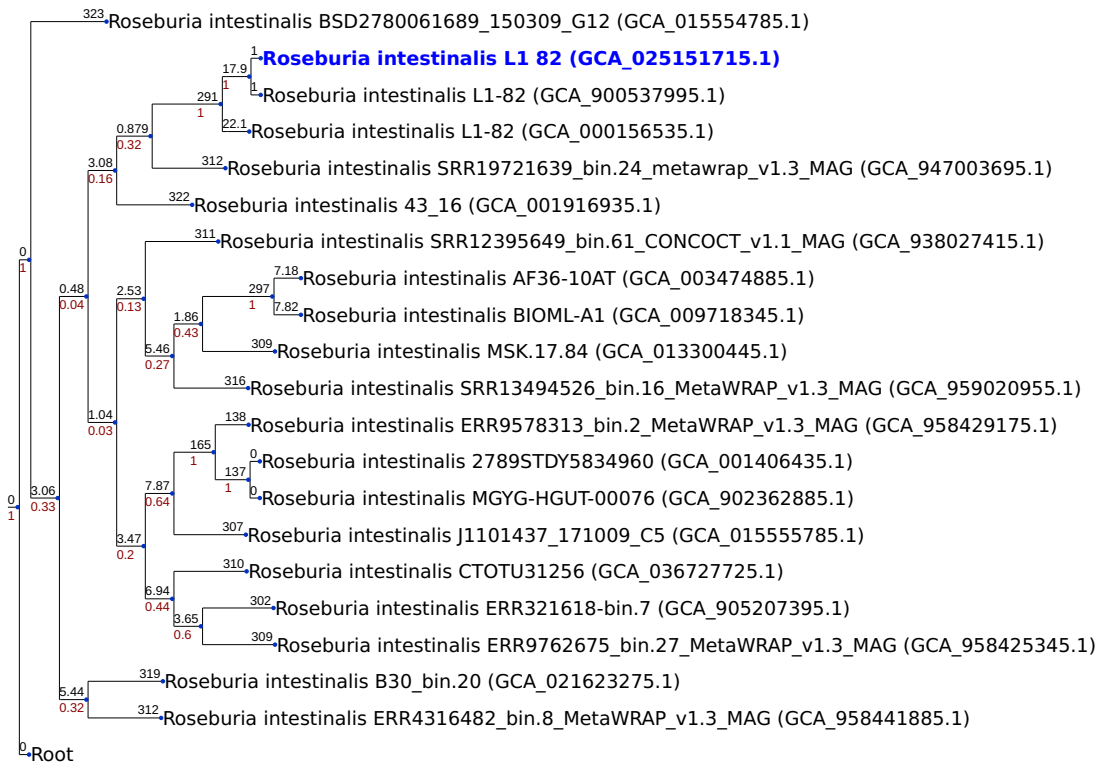 323
Roseburia intestinalis BSD2780061689_150309_G12 (GCA_015554785.1)
1
Roseburia intestinalis L1 82 (GCA_025151715.1)
17.9
1
1
Roseburia intestinalis L1-82 (GCA_900537995.1)
291
1
22.1
Roseburia intestinalis L1-82 (GCA_000156535.1)
0.879
0.32
312
Roseburia intestinalis SRR19721639_bin.24_metawrap_v1.3_MAG (GCA_947003695.1)
3.08
0.16
322
Roseburia intestinalis 43_16 (GCA_001916935.1)
311
Roseburia intestinalis SRR12395649_bin.61_CONCOCT_v1.1_MAG (GCA_938027415.1)
0
1
7.18
Roseburia intestinalis AF36-10AT (GCA_003474885.1)
0.48
0.04
2.53
0.13
297
1
7.82
Roseburia intestinalis BIOML-A1 (GCA_009718345.1)
1.86
0.43
5.46
0.27
309
Roseburia intestinalis MSK.17.84 (GCA_013300445.1)
316
Roseburia intestinalis SRR13494526_bin.16_MetaWRAP_v1.3_MAG (GCA_959020955.1)
1.04
0.03
138
Roseburia intestinalis ERR9578313_bin.2_MetaWRAP_v1.3_MAG (GCA_958429175.1)
165
1
0
Roseburia intestinalis 2789STDY5834960 (GCA_001406435.1)
137
1
0
Roseburia intestinalis MGYG-HGUT-00076 (GCA_902362885.1)
0
1
3.06
0.33
7.87
0.64
307
Roseburia intestinalis J1101437_171009_C5 (GCA_015555785.1)
3.47
0.2
310
Roseburia intestinalis CTOTU31256 (GCA_036727725.1)
6.94
0.44
302
Roseburia intestinalis ERR321618-bin.7 (GCA_905207395.1)
3.65
0.6
309
Roseburia intestinalis ERR9762675_bin.27_MetaWRAP_v1.3_MAG (GCA_958425345.1)
319
Roseburia intestinalis B30_bin.20 (GCA_021623275.1)
5.44
0.32
312
Roseburia intestinalis ERR4316482_bin.8_MetaWRAP_v1.3_MAG (GCA_958441885.1)
0
Root